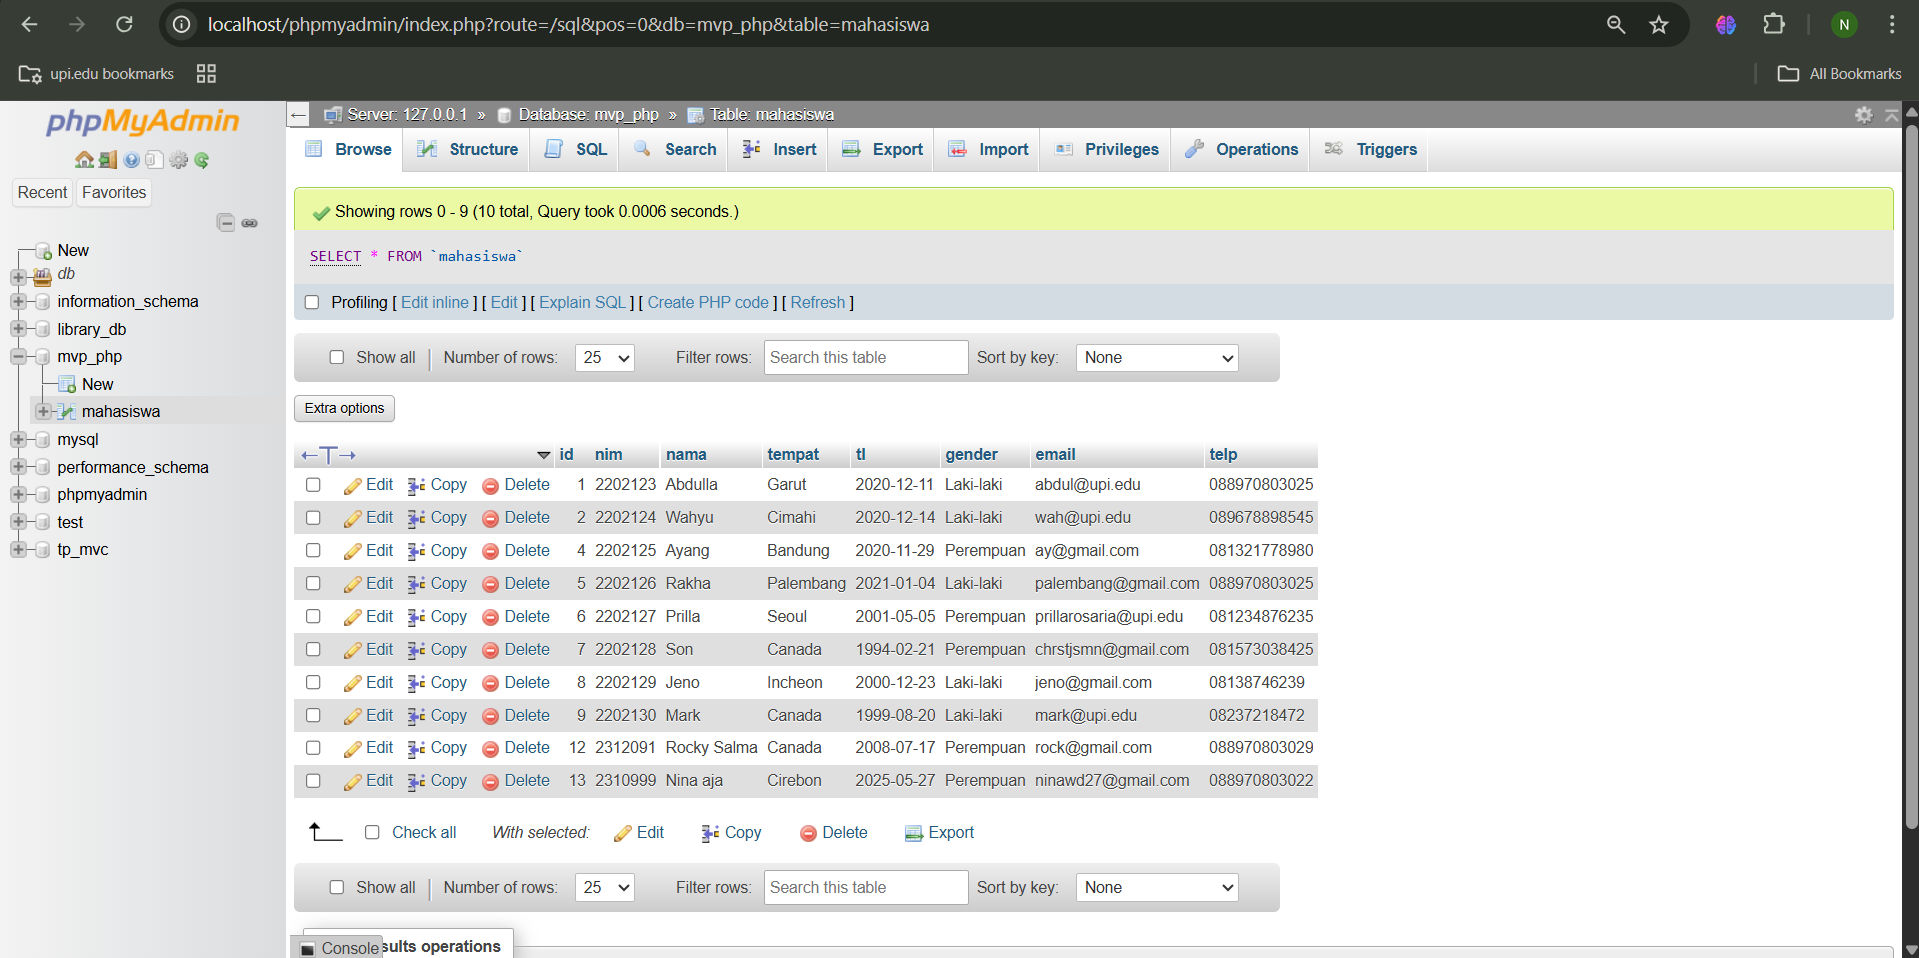 localhost/phpmyadmin/index.php?route=/sql&pos=0&db=mvp_php&table=mahasiswa
N
upi.edu bookmarks
All Bookmarks
phpMyAdmin
Recent Favorites
New
db
information_schema
library_db
mvp_php
New
mahasiswa
mysql
performance_schema
phpmyadmin
test
tp_mvc
Server: 127.0.0.1 » Database: mvp_php » Table: mahasiswa
Browse Structure SQL Search Insert Export Import Privileges Operations Triggers
Showing rows 0 - 9 (10 total, Query took 0.0006 seconds.)
SELECT * FROM `mahasiswa`
Profiling [ Edit inline ] [ Edit ] [ Explain SQL ] [ Create PHP code ] [ Refresh ]
Show all | Number of rows: 25 Filter rows: Search this table Sort by key: None
Extra options
←T→ id nim nama tempat tl gender email telp
Edit Copy Delete 1 2202123 Abdulla Garut 2020-12-11 Laki-laki abdul@upi.edu 088970803025
Edit Copy Delete 2 2202124 Wahyu Cimahi 2020-12-14 Laki-laki wah@upi.edu 089678898545
Edit Copy Delete 4 2202125 Ayang Bandung 2020-11-29 Perempuan ay@gmail.com 081321778980
Edit Copy Delete 5 2202126 Rakha Palembang 2021-01-04 Laki-laki palembang@gmail.com 088970803025
Edit Copy Delete 6 2202127 Prilla Seoul 2001-05-05 Perempuan prillarosaria@upi.edu 081234876235
Edit Copy Delete 7 2202128 Son Canada 1994-02-21 Perempuan chrstjsmn@gmail.com 081573038425
Edit Copy Delete 8 2202129 Jeno Incheon 2000-12-23 Laki-laki jeno@gmail.com 08138746239
Edit Copy Delete 9 2202130 Mark Canada 1999-08-20 Laki-laki mark@upi.edu 08237218472
Edit Copy Delete 12 2312091 Rocky Salma Canada 2008-07-17 Perempuan rock@gmail.com 088970803029
Edit Copy Delete 13 2310999 Nina aja Cirebon 2025-05-27 Perempuan ninawd27@gmail.com 088970803022
Check all With selected: Edit Copy Delete Export
Show all | Number of rows: 25 Filter rows: Search this table Sort by key: None
Console sults operations